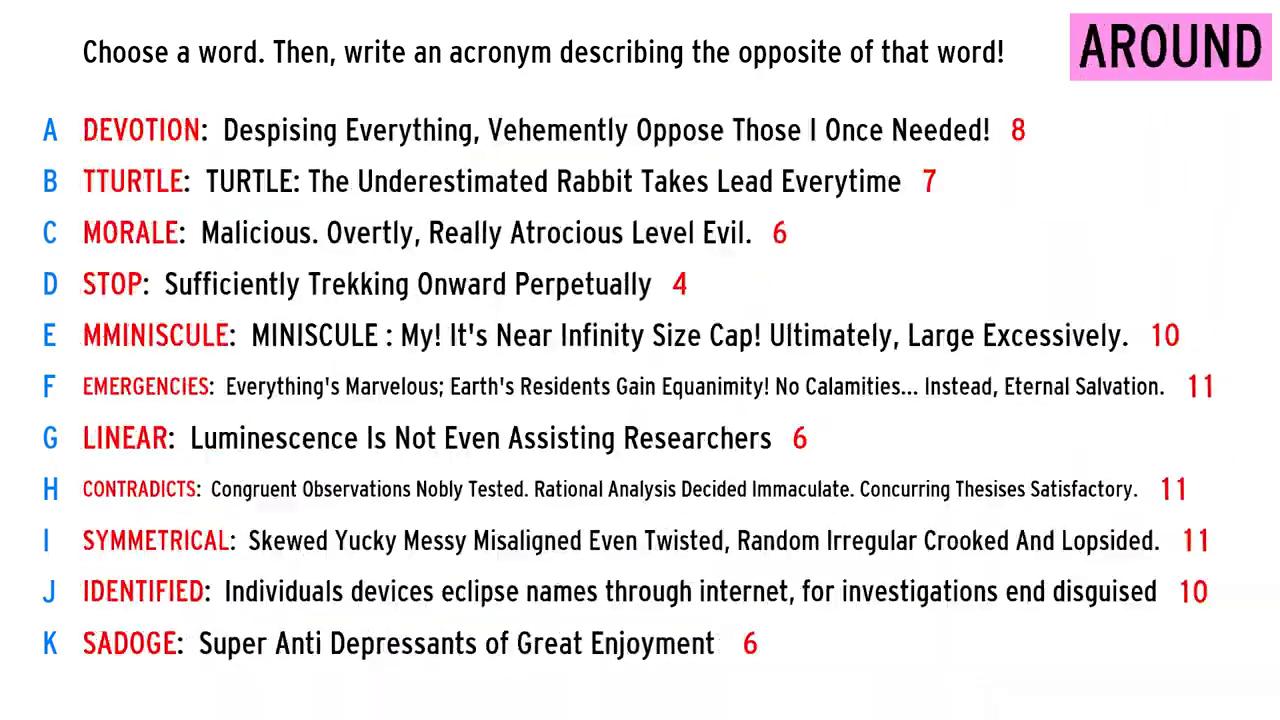 Choose a word. Then, write an acronym describing the opposite of that word!
AROUND
A DEVOTION: Despising Everything, Vehemently Oppose Those I Once Needed! 8
B TTURTLE: TURTLE: The Underestimated Rabbit Takes Lead Everytime 7
C MORALE: Malicious. Overtly, Really Atrocious Level Evil. 6
D STOP: Sufficiently Trekking Onward Perpetually 4
E MMINISCULE: MINISCULE : My! It's Near Infinity Size Cap! Ultimately, Large Excessively. 10
F EMERGENCIES: Everything's Marvelous; Earth's Residents Gain Equanimity! No Calamities... Instead, Eternal Salvation. 11
G LINEAR: Luminescence Is Not Even Assisting Researchers 6
H CONTRADICTS: Congruent Observations Nobly Tested. Rational Analysis Decided Immaculate. Concurring Thesises Satisfactory. 11
I SYMMETRICAL: Skewed Yucky Messy Misaligned Even Twisted, Random Irregular Crooked And Lopsided. 11
J IDENTIFIED: Individuals devices eclipse names through internet, for investigations end disguised 10
K SADOGE: Super Anti Depressants of Great Enjoyment 6